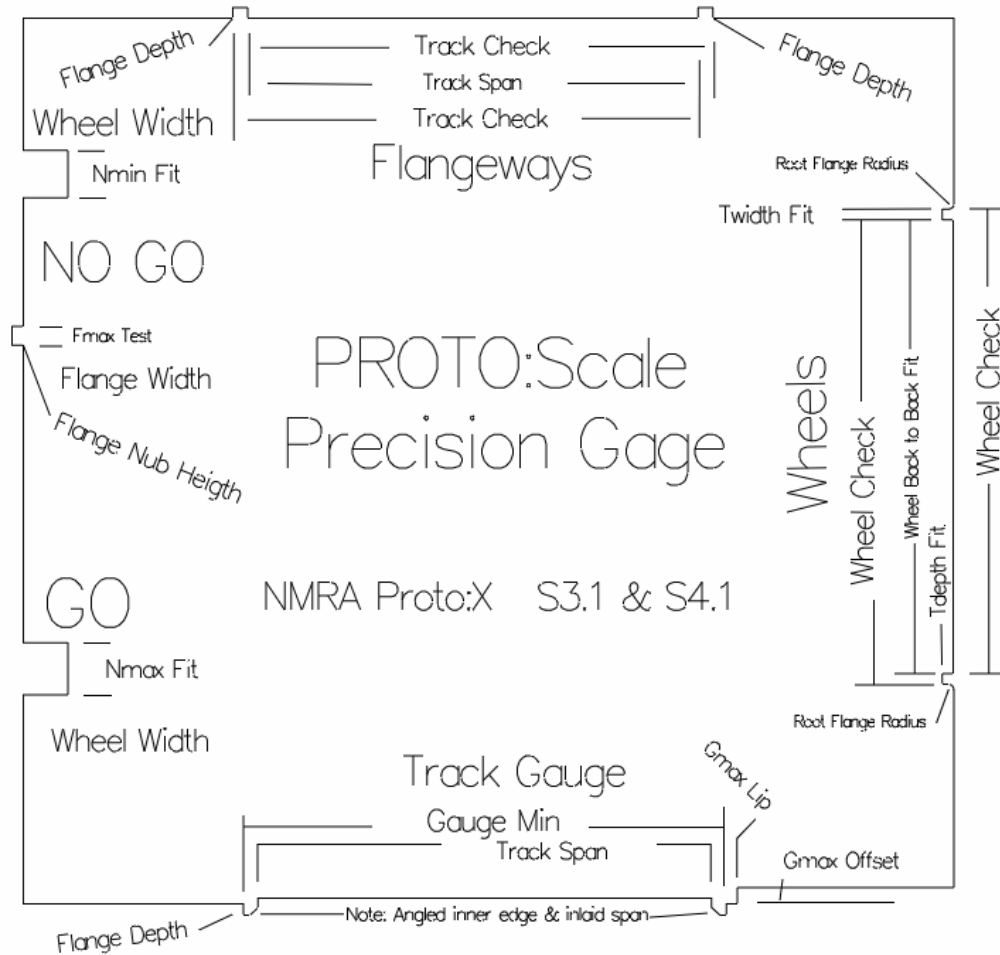 Flange Depth
Track Check
Flange Depth
Track Span
Wheel Width
Track Check
Flangeways
Nmin Fit
Root Flange Radius
Twidth Fit
NO GO
Fmax Test
PROTO:Scale
Flange Width
Precision Gage
Flange Nub Heigth
Wheels
Wheel Check
Wheel Back to Back Fit
Wheel Check
Tdepth Fit
GO
NMRA Proto:X S3.1 & S4.1
Nmax Fit
Root Flange Radius
Wheel Width
Track Gauge
Gmax Lip
Gauge Min
Track Span
Gmax Offset
Note: Angled inner edge & inlaid span
Flange Depth